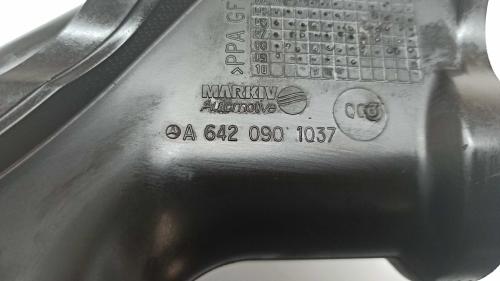 >PPA GF
MARK IV
Automotive
A 642 090 1037